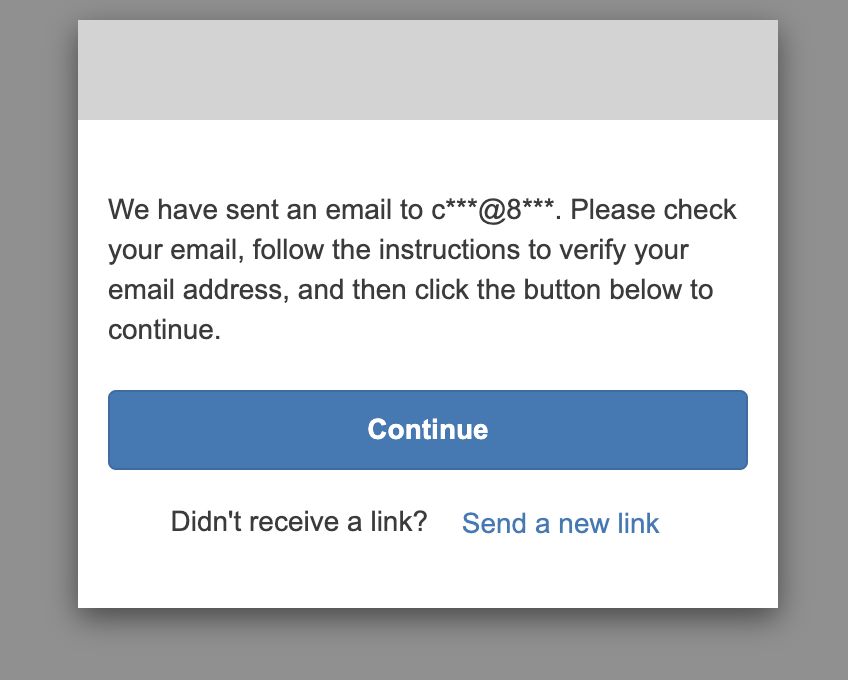 We have sent an email to c***@8***. Please check
your email, follow the instructions to verify your
email address, and then click the button below to
continue.
Continue
Didn't receive a link? Send a new link